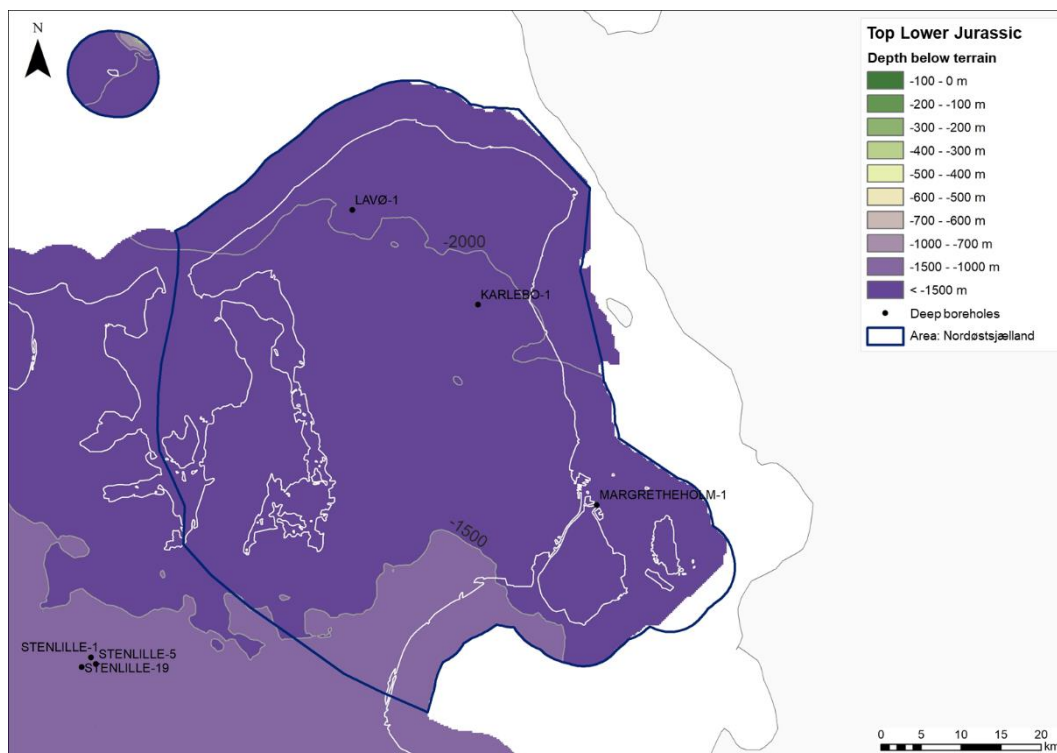 N
LAVØ-1
-2000
KARLEBO-1
MARGRETHEHOLM-1
-1500
STENLILLE-1
STENLILLE-5
STENLILLE-19
Top Lower Jurassic
Depth below terrain
-100 - 0 m
-200 - -100 m
-300 - -200 m
-400 - -300 m
-500 - -400 m
-600 - -500 m
-700 - -600 m
-1000 - -700 m
-1500 - -1000 m
< -1500 m
Deep boreholes
Area: Nordøstsjælland
0 5 10 15 20
km